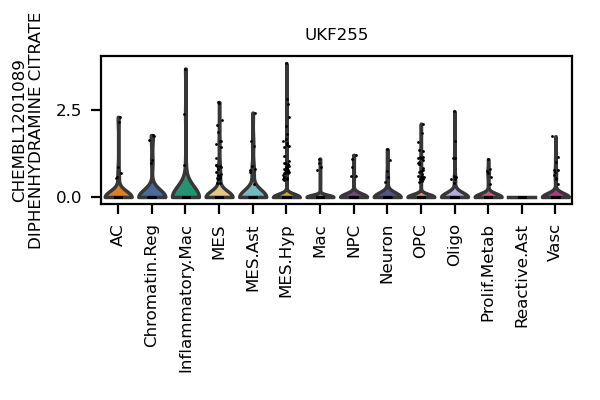 UKF255
CHEMBL1201089
DIPHENHYDRAMINE CITRATE
2.5
0.0
AC
Chromatin.Reg
Inflammatory.Mac
MES
MES.Ast
MES.Hyp
Mac
NPC
Neuron
OPC
Oligo
Prolif.Metab
Reactive.Ast
Vasc